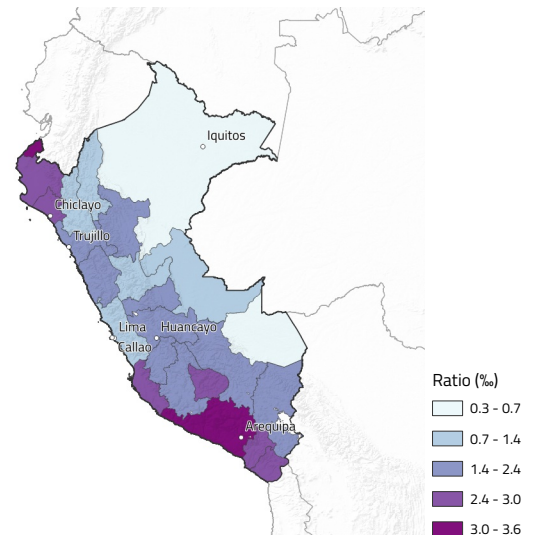 Iquitos
Chiclayo
Trujillo
Lima
Huancayo
Callao
Arequipa
Ratio (‰)
0.3 - 0.7
0.7 - 1.4
1.4 - 2.4
2.4 - 3.0
3.0 - 3.6